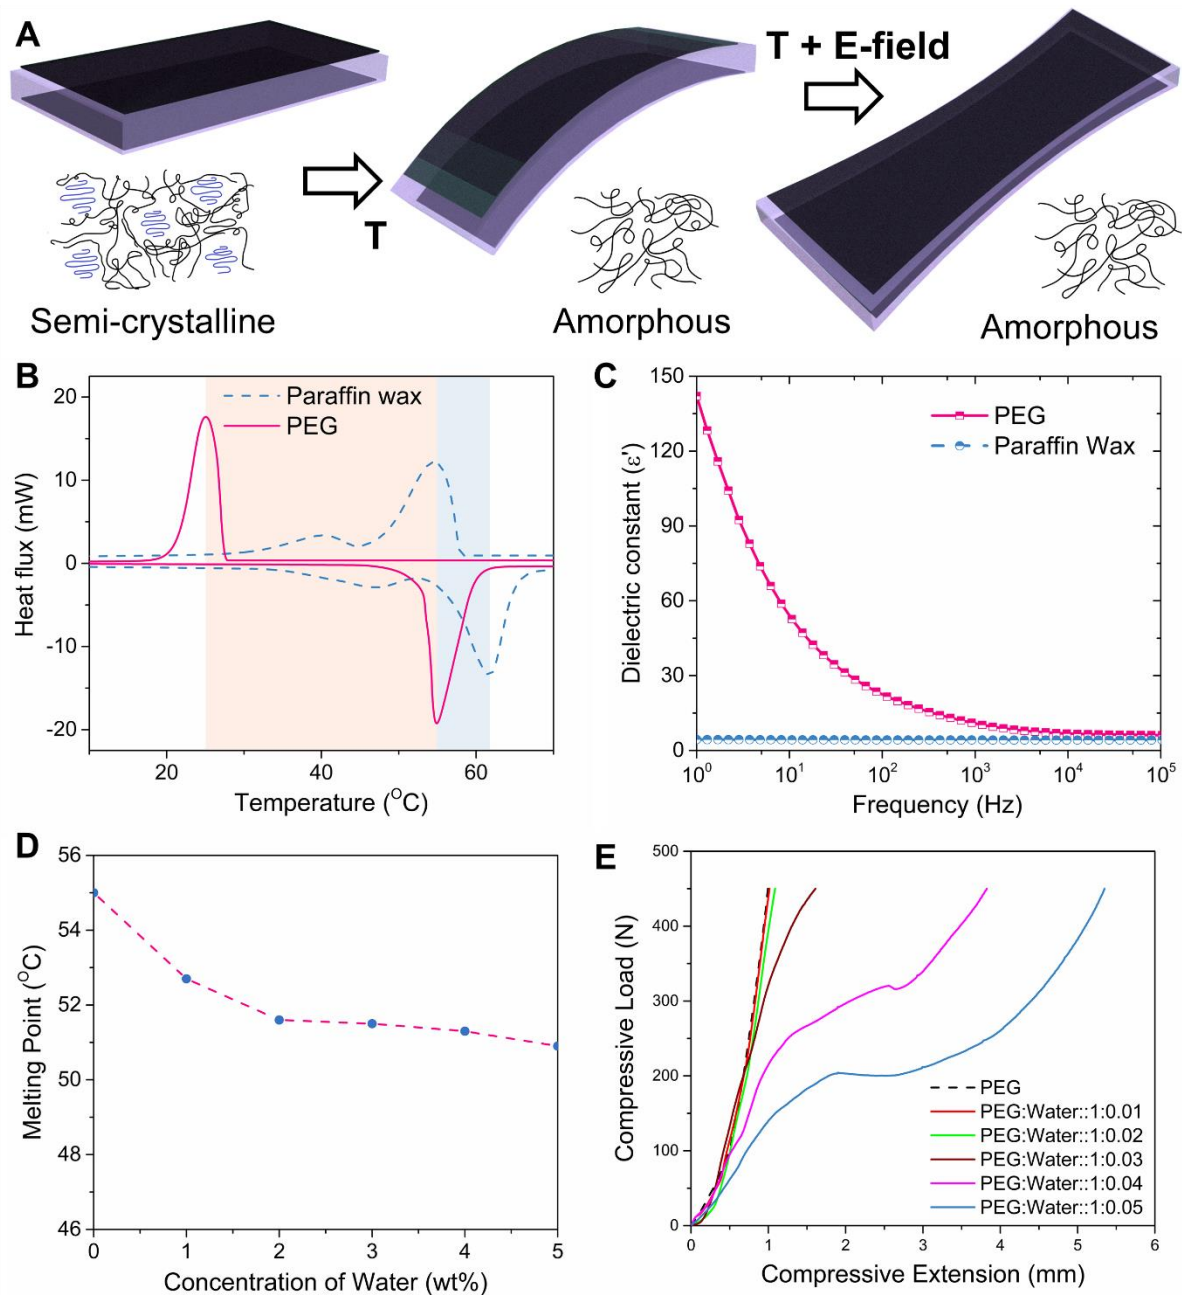 A
T + E-field
T
Semi-crystalline
Amorphous
Amorphous
B
Paraffin wax
PEG
20
10
0
-10
-20
Heat flux (mW)
20
40
60
Temperature (OC)
C
PEG
Paraffin Wax
150
120
90
60
30
0
Dielectric constant (ε')
10⁰
10¹
10²
10³
10⁴
10⁵
Frequency (Hz)
D
56
54
52
50
48
46
Melting Point (OC)
0
1
2
3
4
5
Concentration of Water (wt%)
E
500
400
300
200
100
0
Compressive Load (N)
PEG
PEG:Water::1:0.01
PEG:Water::1:0.02
PEG:Water::1:0.03
PEG:Water::1:0.04
PEG:Water::1:0.05
0
1
2
3
4
5
6
Compressive Extension (mm)